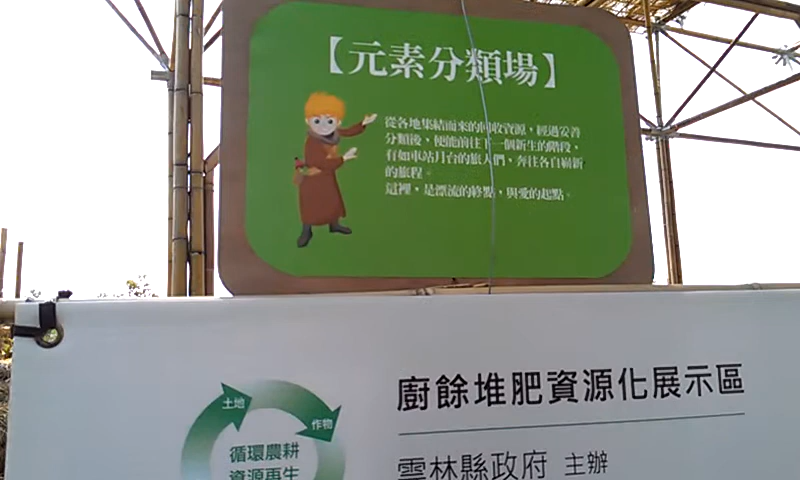 【元素分類場】
從各地集結而來的回收資源，經過妥善
分類後，便能前往下一個新生的階段，
有如車站月台的旅人們，奔往各自嶄新
的旅程。
這裡，是漂流的終點，與愛的起點。
廚餘堆肥資源化展示區
雲林縣政府 主辦
土地
作物
循環農耕
資源再生